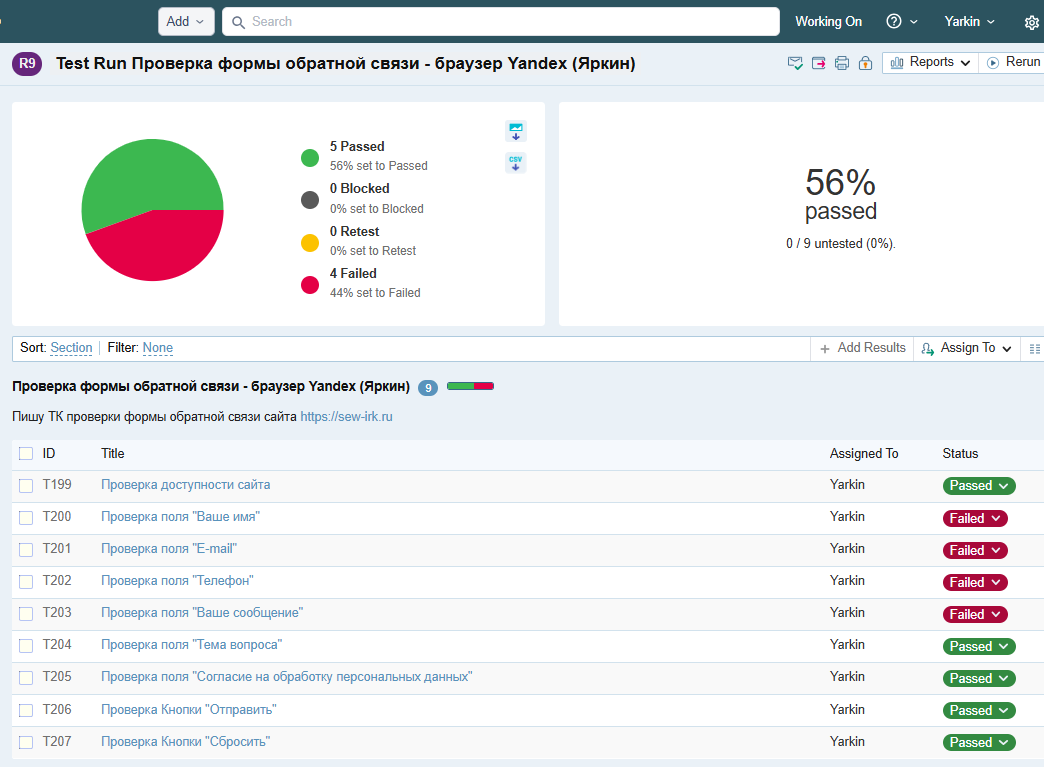 Add
Search
Working On
Yarkin
R9
Test Run Проверка формы обратной связи - браузер Yandex (Яркин)
Reports
Rerun
5 Passed
56% set to Passed
0 Blocked
0% set to Blocked
0 Retest
0% set to Retest
4 Failed
44% set to Failed
CSV
56%
passed
0 / 9 untested (0%).
Sort: Section | Filter: None
+ Add Results
Assign To
Проверка формы обратной связи - браузер Yandex (Яркин) 9
Пишу ТК проверки формы обратной связи сайта https://sew-irk.ru
ID Title Assigned To Status
T199 Проверка доступности сайта Yarkin Passed
T200 Проверка поля "Ваше имя" Yarkin Failed
T201 Проверка поля "E-mail" Yarkin Failed
T202 Проверка поля "Телефон" Yarkin Failed
T203 Проверка поля "Ваше сообщение" Yarkin Failed
T204 Проверка поля "Тема вопроса" Yarkin Passed
T205 Проверка поля "Согласие на обработку персональных данных" Yarkin Passed
T206 Проверка Кнопки "Отправить" Yarkin Passed
T207 Проверка Кнопки "Сбросить" Yarkin Passed